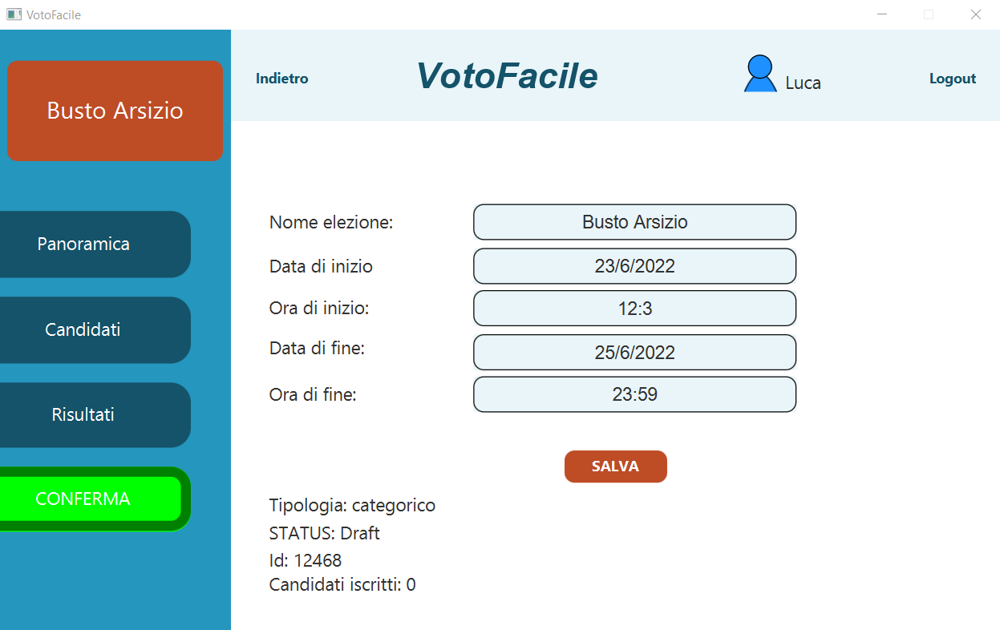 VotoFacile
Busto Arsizio
Indietro
VotoFacile
Luca
Logout
Panoramica
Candidati
Risultati
CONFERMA
Nome elezione:
Busto Arsizio
Data di inizio
23/6/2022
Ora di inizio:
12:3
Data di fine:
25/6/2022
Ora di fine:
23:59
SALVA
Tipologia: categorico
STATUS: Draft
Id: 12468
Candidati iscritti: 0